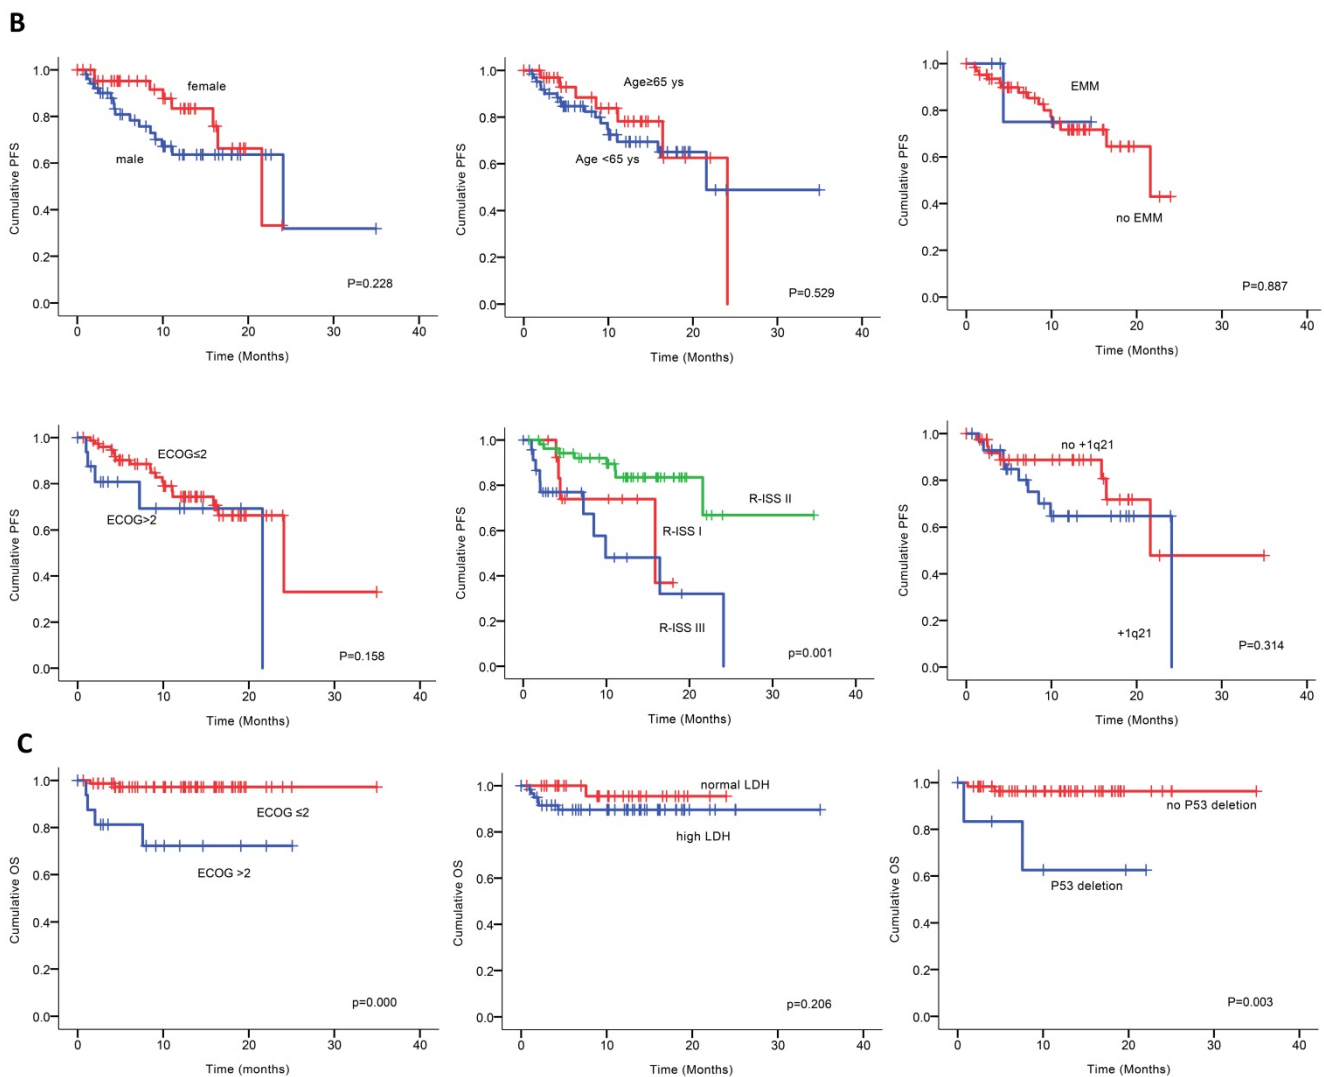 B
1.0
0.8
0.6
0.4
0.2
0.0
Cumulative PFS
female
male
P=0.228
0 10 20 30 40
Time (Months)
1.0
0.8
0.6
0.4
0.2
0.0
Cumulative PFS
Age≥65 ys
Age <65 ys
P=0.529
0 10 20 30 40
Time (Months)
1.0
0.8
0.6
0.4
0.2
0.0
Cumulative PFS
EMM
no EMM
P=0.887
0 10 20 30 40
Time (Months)
1.0
0.8
0.6
0.4
0.2
0.0
Cumulative PFS
ECOG≤2
ECOG>2
P=0.158
0 10 20 30 40
Time (Months)
1.0
0.8
0.6
0.4
0.2
0.0
Cumulative PFS
R-ISS II
R-ISS I
R-ISS III
p=0.001
0 10 20 30 40
Time (Months)
1.0
0.8
0.6
0.4
0.2
0.0
Cumulative PFS
no +1q21
+1q21
P=0.314
0 10 20 30 40
Time (Months)
C
1.0
0.8
0.6
0.4
0.2
0.0
Cumulative OS
ECOG ≤2
ECOG >2
p=0.000
0 10 20 30 40
Time (months)
1.0
0.8
0.6
0.4
0.2
0.0
Cumulative OS
normal LDH
high LDH
p=0.206
0 10 20 30 40
Time (Months)
1.0
0.8
0.6
0.4
0.2
0.0
Cumulative OS
no P53 deletion
P53 deletion
P=0.003
0 10 20 30 40
Time (Months)